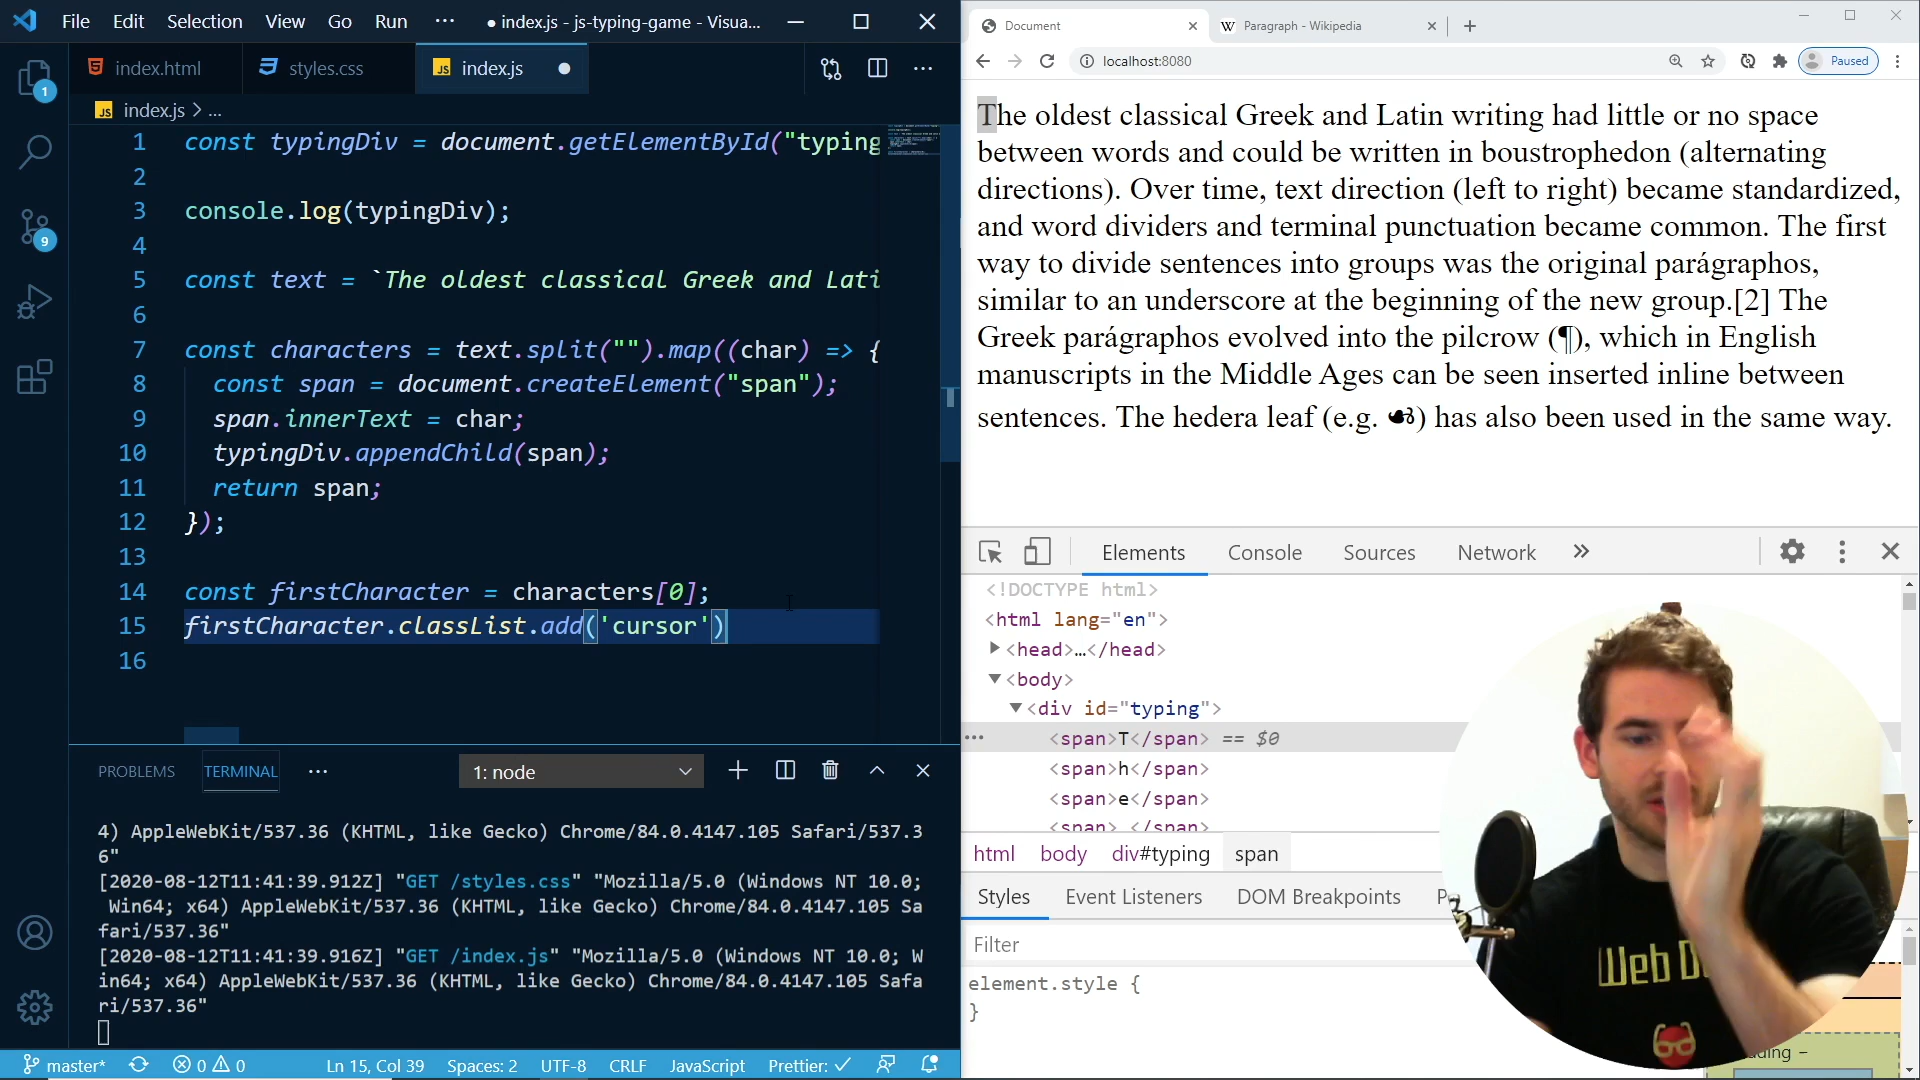 File Edit Selection View Go Run ··· ● index.js - js-typing-game - Visua...
index.html styles.css JS index.js ●
JS index.js > ...
1 const typingDiv = document.getElementById("typing
2
3 console.log(typingDiv);
4
5 const text = `The oldest classical Greek and Lati
6
7 const characters = text.split("").map((char) => {
8 const span = document.createElement("span");
9 span.innerText = char;
10 typingDiv.appendChild(span);
11 return span;
12 });
13
14 const firstCharacter = characters[0];
15 firstCharacter.classList.add('cursor')
16
1
9
PROBLEMS TERMINAL ··· 1: node
4) AppleWebKit/537.36 (KHTML, like Gecko) Chrome/84.0.4147.105 Safari/537.3
6"
[2020-08-12T11:41:39.912Z] "GET /styles.css" "Mozilla/5.0 (Windows NT 10.0;
Win64; x64) AppleWebKit/537.36 (KHTML, like Gecko) Chrome/84.0.4147.105 Sa
fari/537.36"
[2020-08-12T11:41:39.916Z] "GET /index.js" "Mozilla/5.0 (Windows NT 10.0; W
in64; x64) AppleWebKit/537.36 (KHTML, like Gecko) Chrome/84.0.4147.105 Safa
ri/537.36"
master* 0 0 Ln 15, Col 39 Spaces: 2 UTF-8 CRLF JavaScript Prettier: ✓
Document W Paragraph - Wikipedia
localhost:8080 Paused
The oldest classical Greek and Latin writing had little or no space
between words and could be written in boustrophedon (alternating
directions). Over time, text direction (left to right) became standardized,
and word dividers and terminal punctuation became common. The first
way to divide sentences into groups was the original parágraphos,
similar to an underscore at the beginning of the new group.[2] The
Greek parágraphos evolved into the pilcrow (¶), which in English
manuscripts in the Middle Ages can be seen inserted inline between
sentences. The hedera leaf (e.g. ☙) has also been used in the same way.
Elements Console Sources Network »
<!DOCTYPE html>
<html lang="en">
<head>…</head>
<body>
<div id="typing">
··· <span>T</span> == $0
<span>h</span>
<span>e</span>
<span> </span>
html body div#typing span
Styles Event Listeners DOM Breakpoints
Filter
element.style {
}
Web